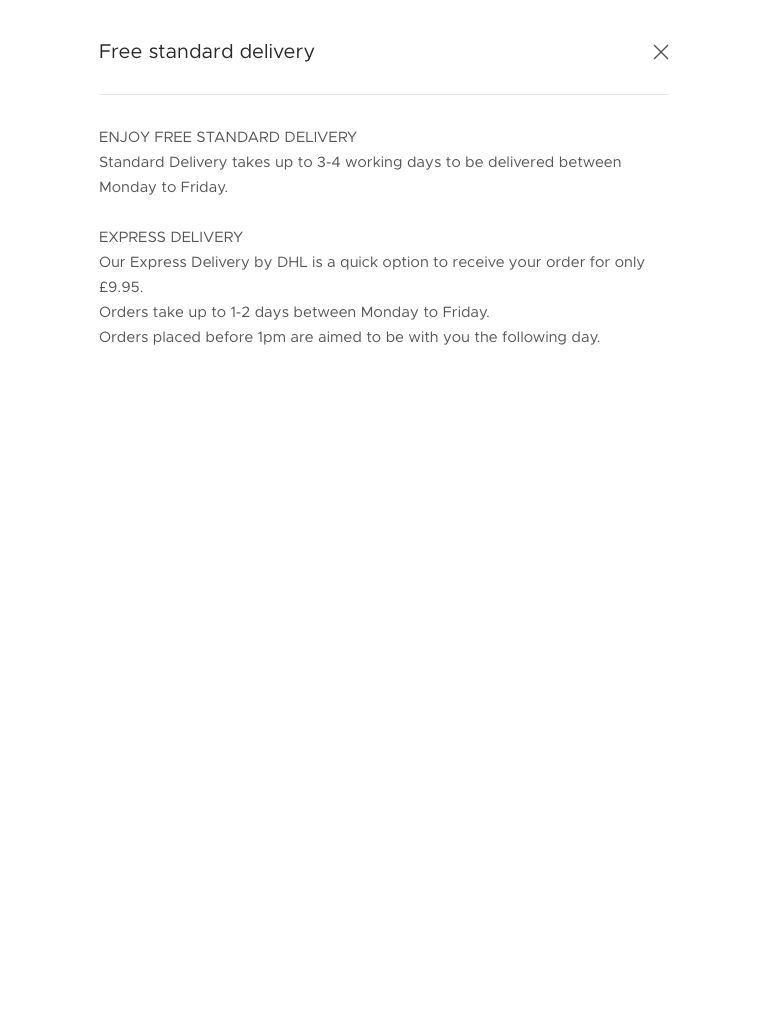 Free standard delivery
ENJOY FREE STANDARD DELIVERY
Standard Delivery takes up to 3-4 working days to be delivered between
Monday to Friday.
EXPRESS DELIVERY
Our Express Delivery by DHL is a quick option to receive your order for only
£9.95.
Orders take up to 1-2 days between Monday to Friday.
Orders placed before 1pm are aimed to be with you the following day.